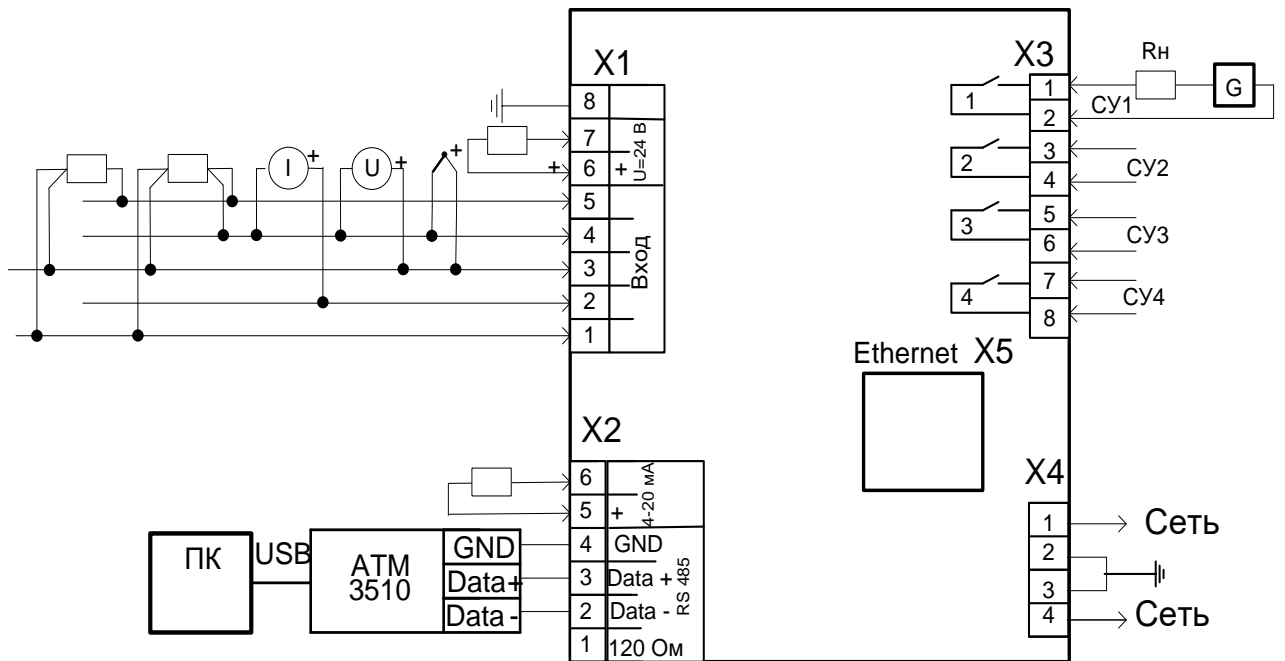 X1
8
7
6
+
U=24 В
5
4
3
2
1
Вход
+
+
I
+
U
+
X2
6
5
+
4-20 мА
4
GND
3
Data +
2
Data -
RS 485
1
120 Ом
ПК
USB
АТМ
3510
GND
Data+
Data -
X3
1
2
3
4
5
6
7
8
1
2
3
4
Rн
G
СУ1
СУ2
СУ3
СУ4
Ethernet X5
X4
1
2
3
4
Сеть
Сеть